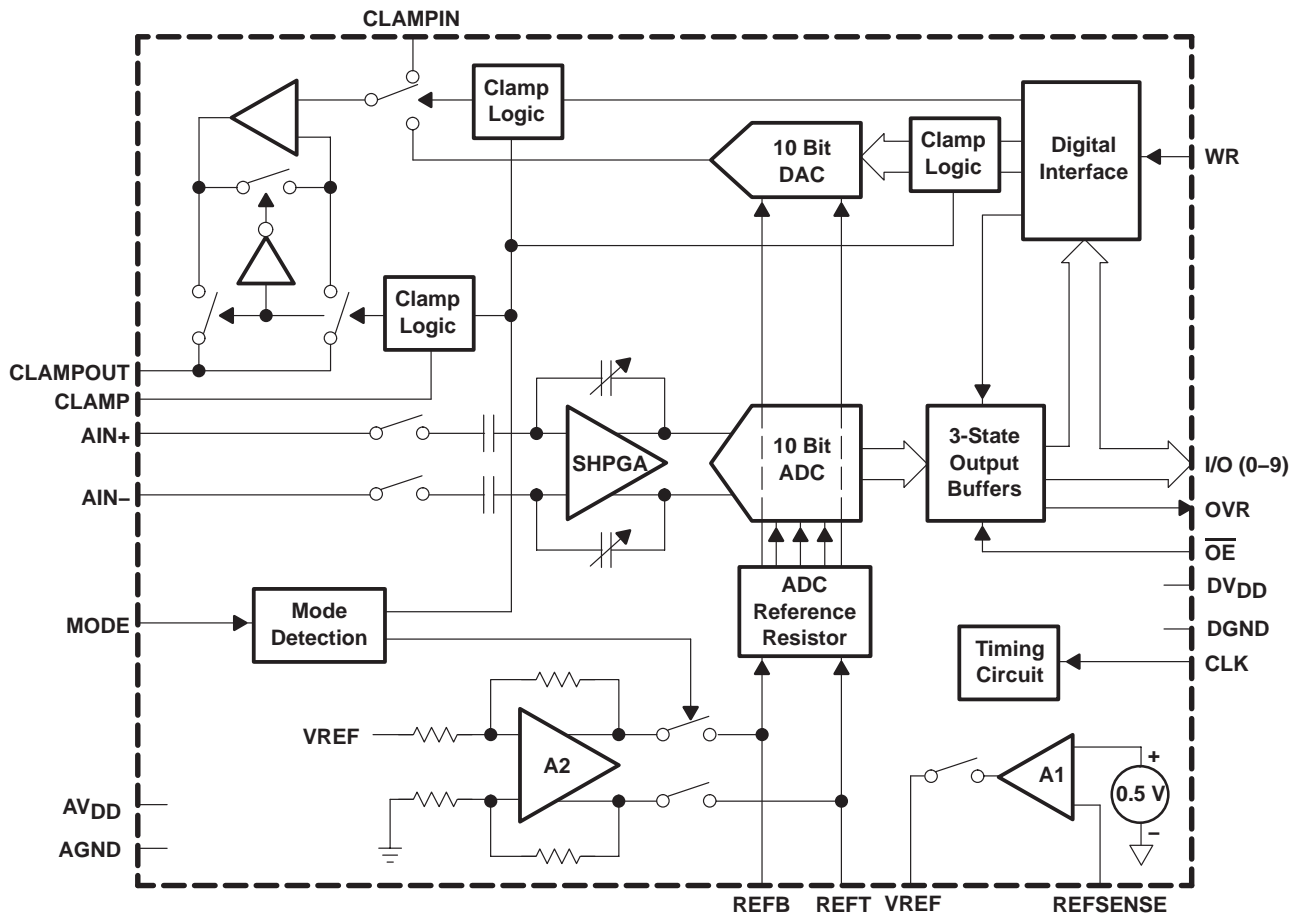 CLAMPIN
Clamp
Logic
10 Bit
DAC
Clamp
Logic
Digital
Interface
WR
Clamp
Logic
CLAMPOUT
CLAMP
AIN+
AIN–
SHPGA
10 Bit
ADC
3-State
Output
Buffers
I/O (0–9)
OVR
OE
DVDD
DGND
CLK
MODE
Mode
Detection
ADC
Reference
Resistor
Timing
Circuit
VREF
A2
A1
+
0.5 V
–
AVDD
AGND
REFB
REFT
VREF
REFSENSE